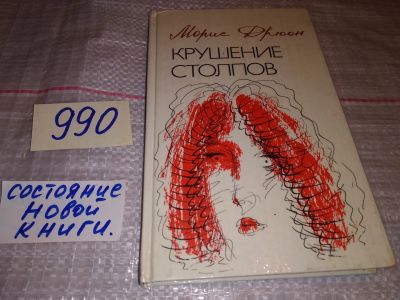 Морис Дрюон
КРУШЕНИЕ
СТОЛПОВ
990
СОСТОЯНИЕ
НОВОЙ
КНИГИ.